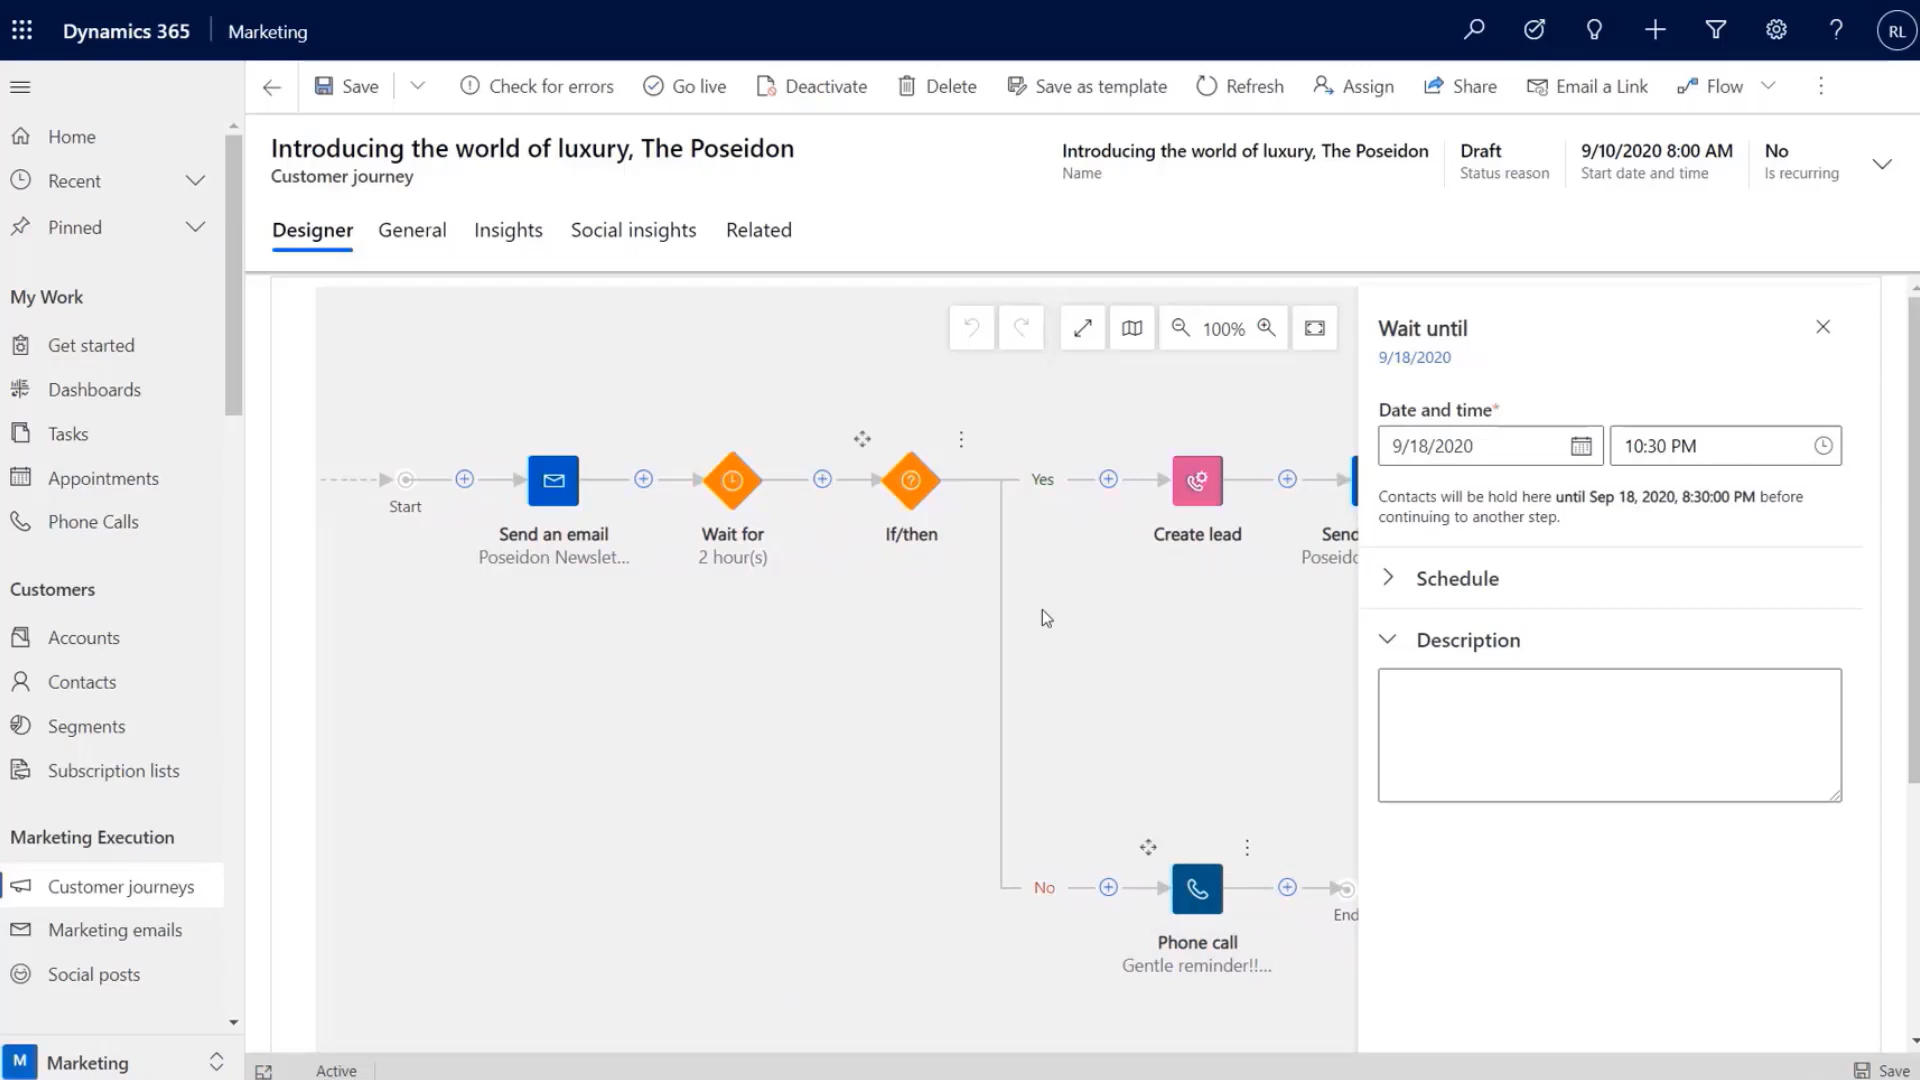 Dynamics 365 Marketing
RL
Save Check for errors Go live Deactivate Delete Save as template Refresh Assign Share Email a Link Flow
Home
Recent
Pinned
My Work
Get started
Dashboards
Tasks
Appointments
Phone Calls
Customers
Accounts
Contacts
Segments
Subscription lists
Marketing Execution
Customer journeys
Marketing emails
Social posts
M Marketing
Introducing the world of luxury, The Poseidon
Customer journey
Introducing the world of luxury, The Poseidon
Name
Draft
Status reason
9/10/2020 8:00 AM
Start date and time
No
Is recurring
Designer General Insights Social insights Related
100%
Start
Send an email
Poseidon Newslet...
Wait for
2 hour(s)
If/then
Yes
Create lead
Send
Poseido
No
Phone call
Gentle reminder!!...
End
Wait until
9/18/2020
Date and time*
9/18/2020 10:30 PM
Contacts will be hold here until Sep 18, 2020, 8:30:00 PM before
continuing to another step.
Schedule
Description
Active
Save